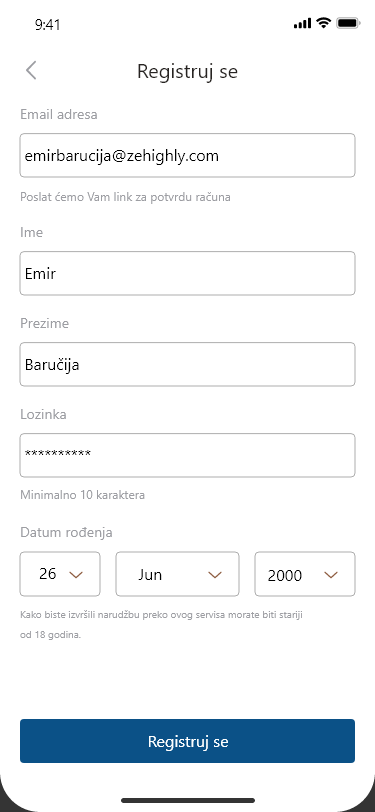 9:41
Registruj se
Email adresa
emirbarucija@zehighly.com
Poslat ćemo Vam link za potvrdu računa
Ime
Emir
Prezime
Baručija
Lozinka
**********
Minimalno 10 karaktera
Datum rođenja
26 Jun 2000
Kako biste izvršili narudžbu preko ovog servisa morate biti stariji
od 18 godina.
Registruj se